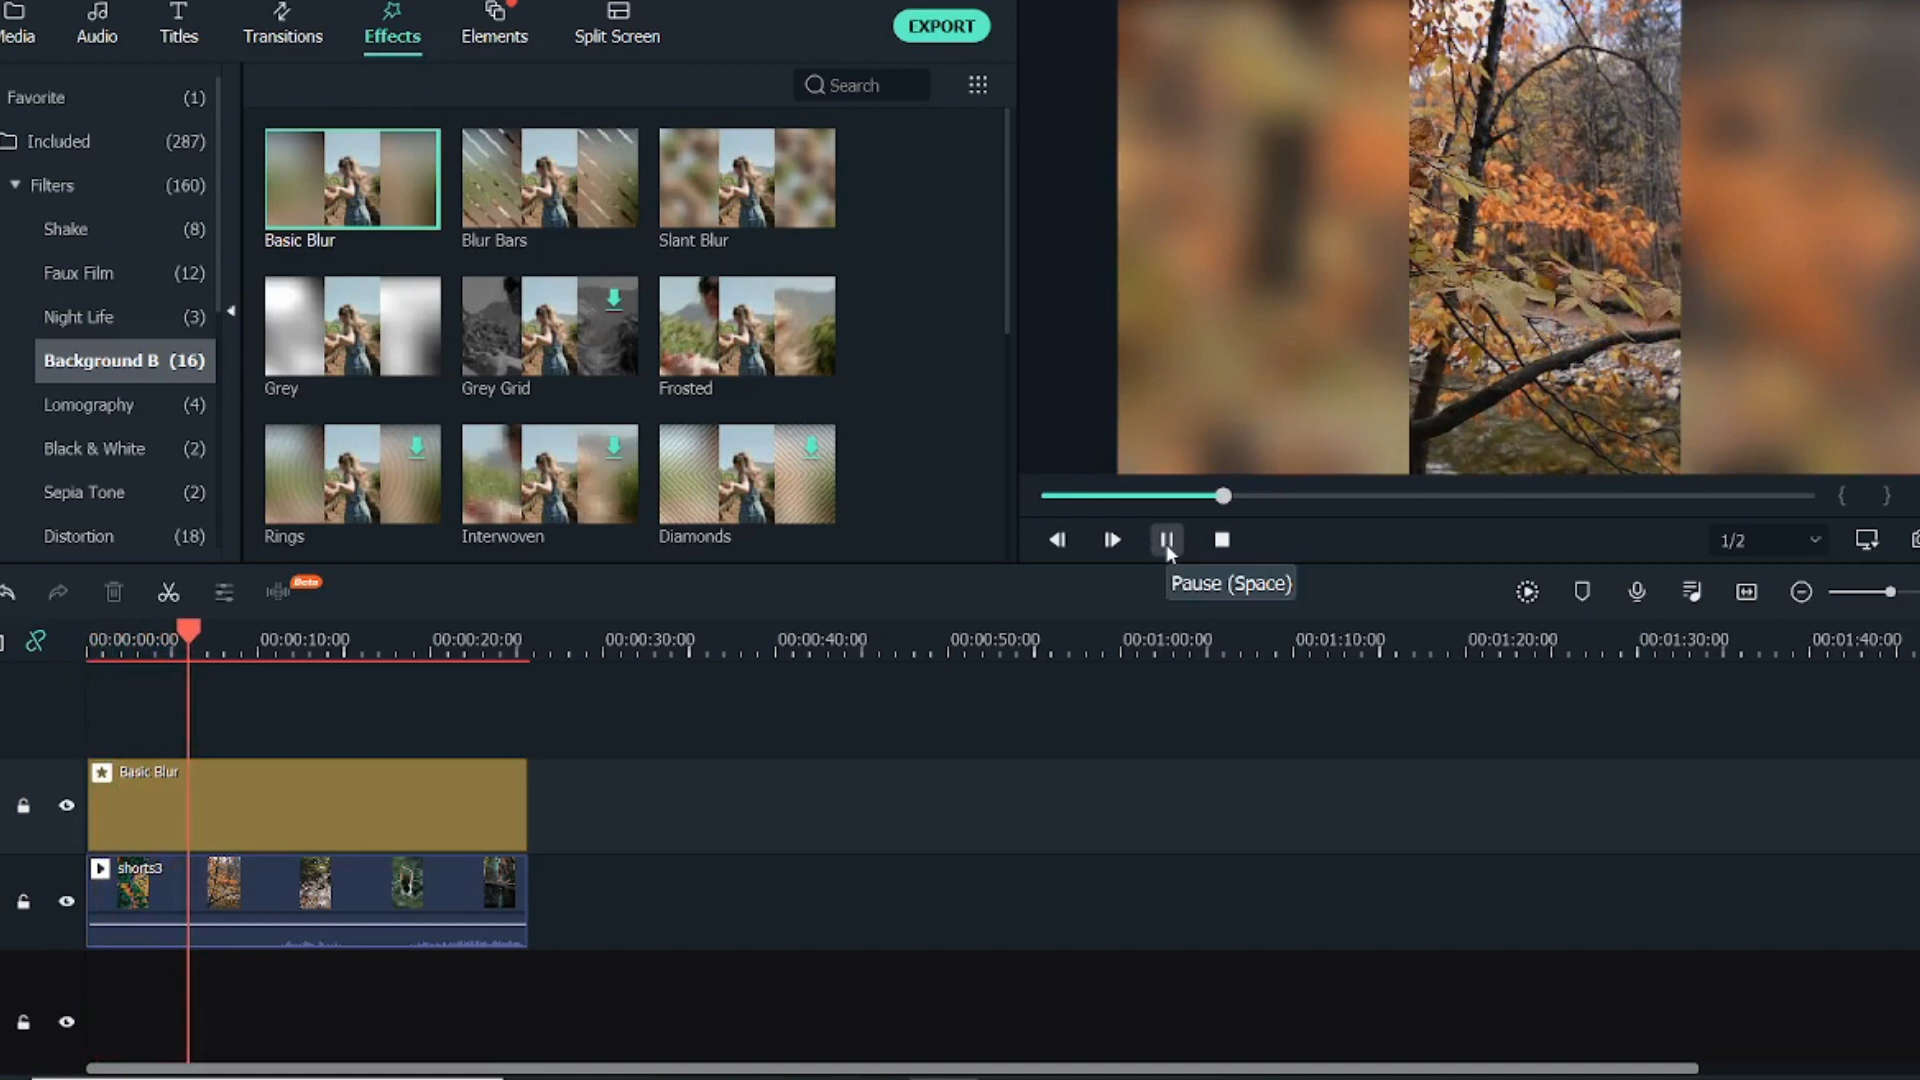 Media
Audio
Titles
Transitions
Effects
Elements
Split Screen
EXPORT
Search
Favorite (1)
Included (287)
Filters (160)
Shake (8)
Faux Film (12)
Night Life (3)
Background B (16)
Lomography (4)
Black & White (2)
Sepia Tone (2)
Distortion (18)
Basic Blur
Blur Bars
Slant Blur
Grey
Grey Grid
Frosted
Rings
Interwoven
Diamonds
{ }
1/2
Pause (Space)
Beta
00:00:00:00
00:00:10:00
00:00:20:00
00:00:30:00
00:00:40:00
00:00:50:00
00:01:00:00
00:01:10:00
00:01:20:00
00:01:30:00
00:01:40:00
Basic Blur
shorts3